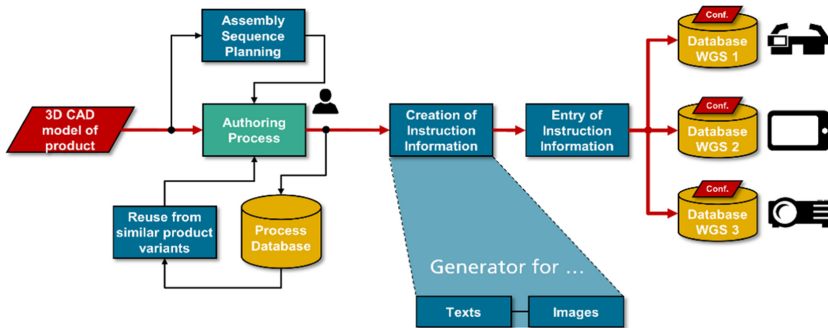 3D CAD
model of
product
Assembly
Sequence
Planning
Authoring
Process
Reuse from
similar product
variants
Process
Database
Creation of
Instruction
Information
Entry of
Instruction
Information
Generator for ...
Texts
Images
Conf.
Database
WGS 1
Conf.
Database
WGS 2
Conf.
Database
WGS 3